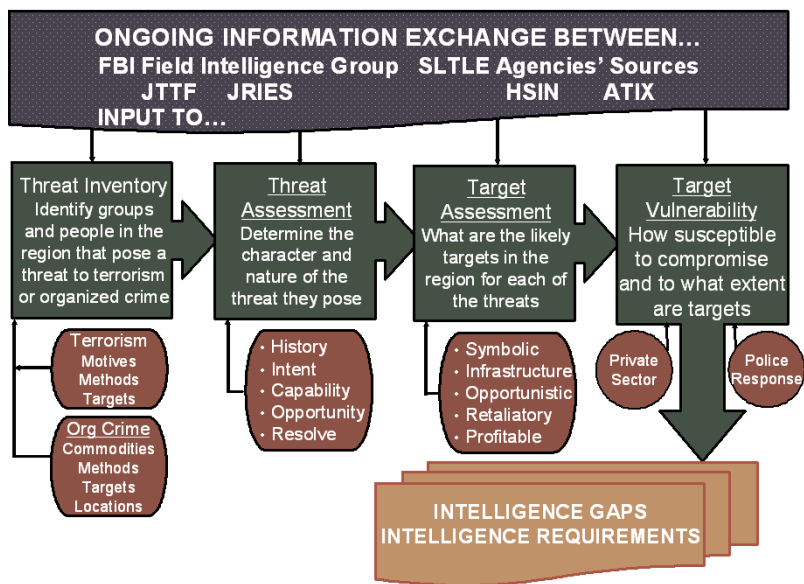 ONGOING INFORMATION EXCHANGE BETWEEN...
FBI Field Intelligence Group SLTLE Agencies' Sources
JTTF JRIES HSIN ATIX
INPUT TO...
Threat Inventory
Identify groups
and people in the
region that pose a
threat to terrorism
or organized crime
Threat
Assessment
Determine the
character and
nature of the
threat they pose
Target
Assessment
What are the likely
targets in the
region for each of
the threats
Target
Vulnerability
How susceptible
to compromise
and to what extent
are targets
Terrorism
Motives
Methods
Targets
Org Crime
Commodities
Methods
Targets
Locations
· History
· Intent
· Capability
· Opportunity
· Resolve
· Symbolic
· Infrastructure
· Opportunistic
· Retaliatory
· Profitable
Private
Sector
Police
Response
INTELLIGENCE GAPS
INTELLIGENCE REQUIREMENTS